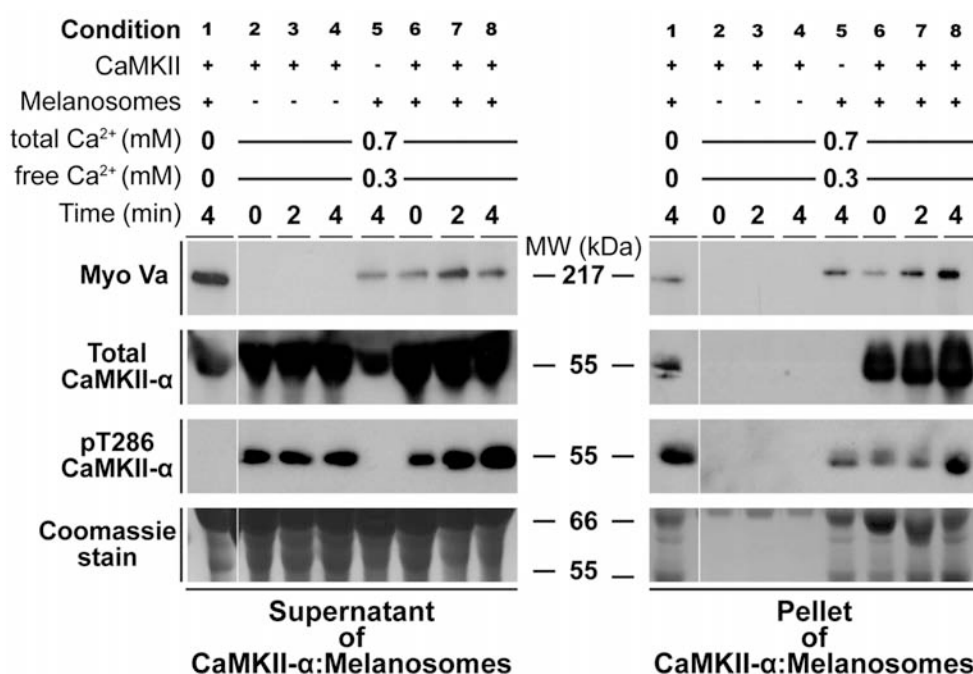 Condition 1 2 3 4 5 6 7 8 1 2 3 4 5 6 7 8
CaMKII + + + + - + + + + + + + - + + +
Melanosomes + - - - + + + + + - - - + + + +
total Ca²⁺ (mM) 0 0.7 0 0.7
free Ca²⁺ (mM) 0 0.3 0 0.3
Time (min) 4 0 2 4 4 0 2 4 4 0 2 4 4 0 2 4
MW (kDa)
Myo Va — 217 —
Total
CaMKII-α — 55 —
pT286
CaMKII-α — 55 —
Coomassie
stain
— 66 —
— 55 —
Supernatant
of
CaMKII-α:Melanosomes
Pellet
of
CaMKII-α:Melanosomes